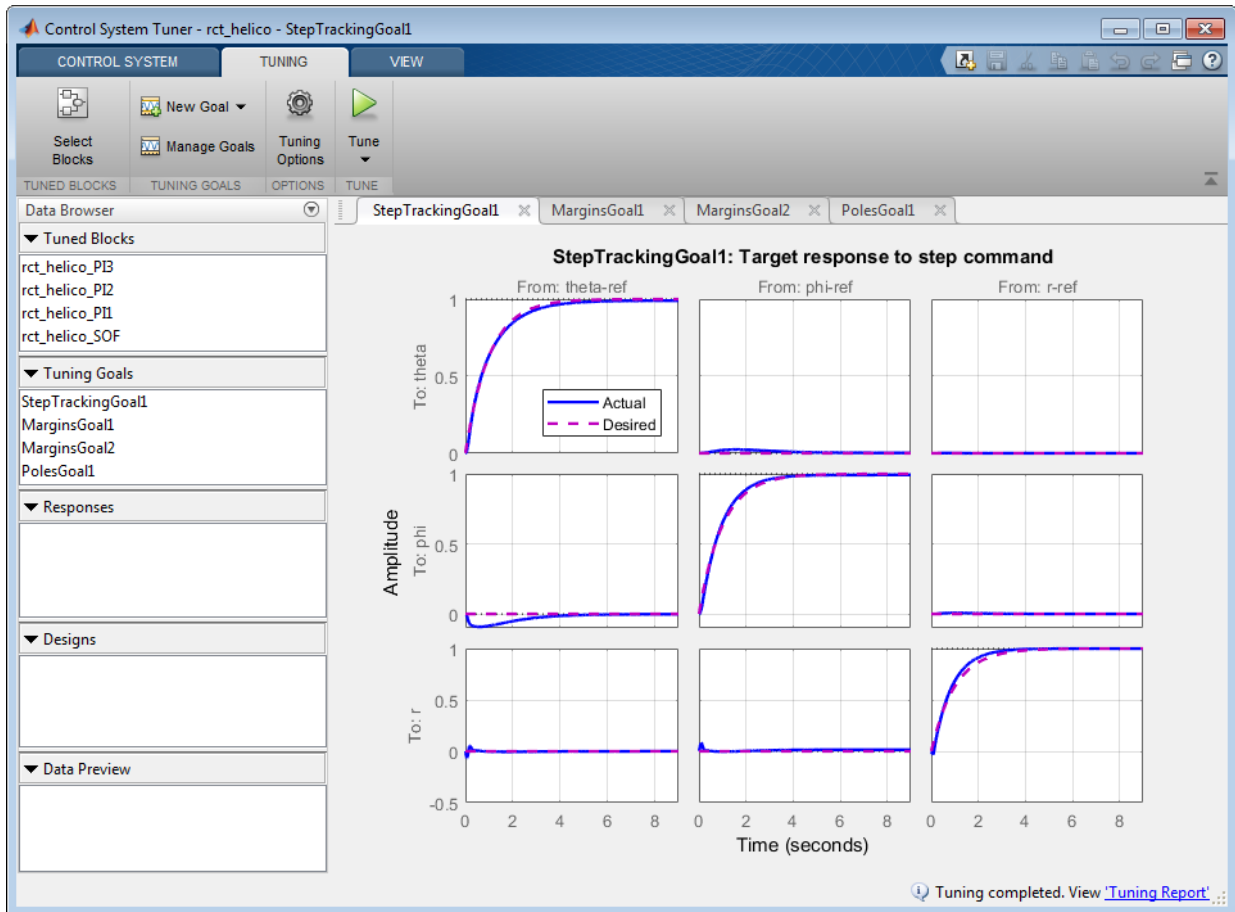 Control System Tuner - rct_helico - StepTrackingGoal1
CONTROL SYSTEM TUNING VIEW
Select Blocks
New Goal
Manage Goals
Tuning Options
Tune
TUNED BLOCKS TUNING GOALS OPTIONS TUNE
Data Browser
Tuned Blocks
rct_helico_PI3
rct_helico_PI2
rct_helico_PI1
rct_helico_SOF
Tuning Goals
StepTrackingGoal1
MarginsGoal1
MarginsGoal2
PolesGoal1
Responses
Designs
Data Preview
StepTrackingGoal1 MarginsGoal1 MarginsGoal2 PolesGoal1
StepTrackingGoal1: Target response to step command
From: theta-ref From: phi-ref From: r-ref
Amplitude
To: theta
1
0.5
0
Actual
Desired
To: phi
1
0.5
0
To: r
1
0.5
0
-0.5
0 2 4 6 8 0 2 4 6 8 0 2 4 6 8
Time (seconds)
Tuning completed. View 'Tuning Report'